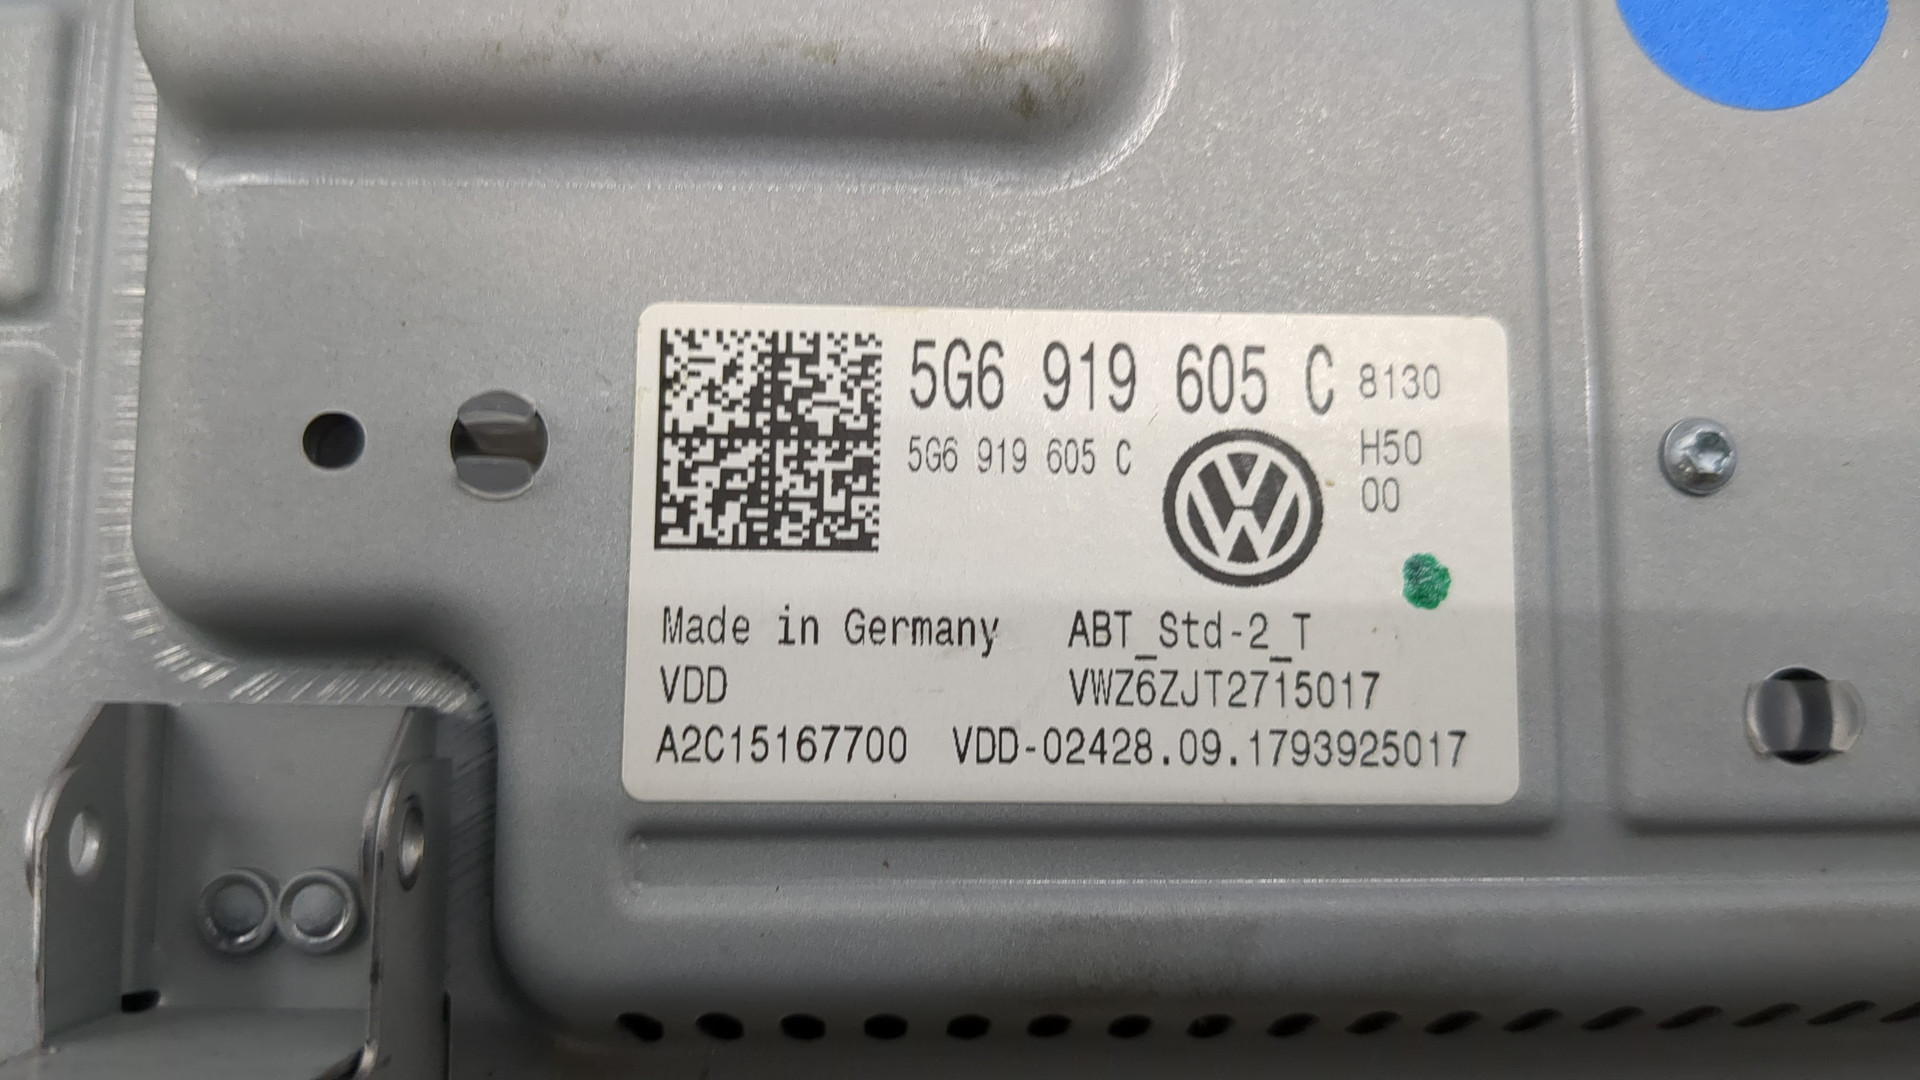 5G6 919 605 C 8130
5G6 919 605 C
H50
00
Made in Germany ABT_Std-2_T
VDD VWZ6ZJT2715017
A2C15167700 VDD-02428.09.1793925017